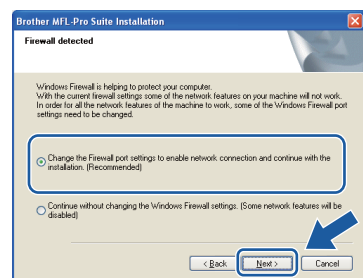 Brother MFL-Pro Suite Installation
Firewall detected
Windows Firewall is helping to protect your computer.
With the current firewall settings some of the network features on your machine will not work.
In order for all the network features of the machine to work, some of the Windows Firewall port
settings need to be changed.
Change the Firewall port settings to enable network connection and continue with the
installation. (Recommended)
Continue without changing the Windows Firewall settings. (Some network features will be
disabled)
< Back
Next >
Cancel